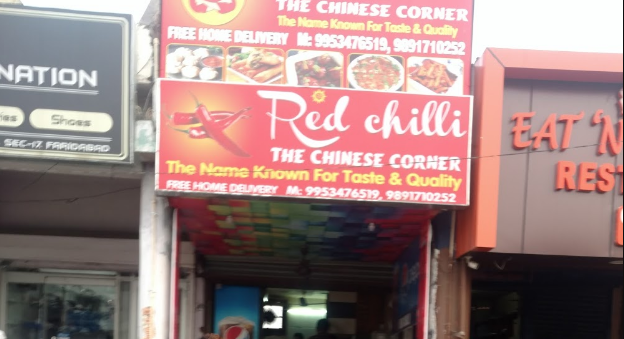 THE CHINESE CORNER
The Name Known For Taste & Quality
FREE HOME DELIVERY M: 9953476519, 9891710252
Red chilli
THE CHINESE CORNER
The Name Known For Taste & Quality
FREE HOME DELIVERY M: 9953476519, 9891710252
NATION
Shoes
SEC-17, FARIDABAD
EAT 'N
REST